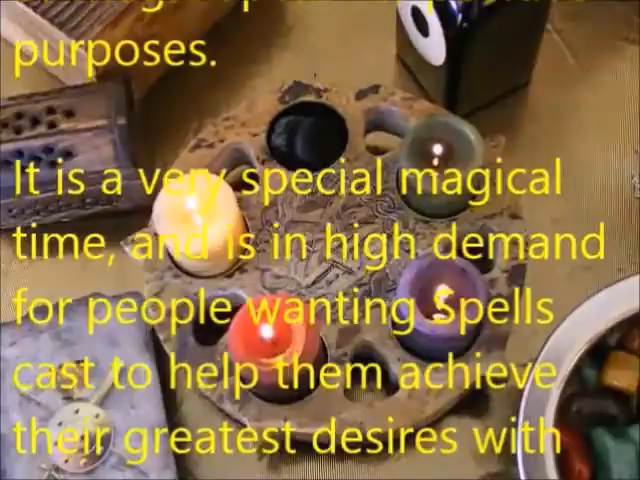 purposes.
It is a very special magical
time, and is in high demand
for people wanting Spells
cast to help them achieve
their greatest desires with